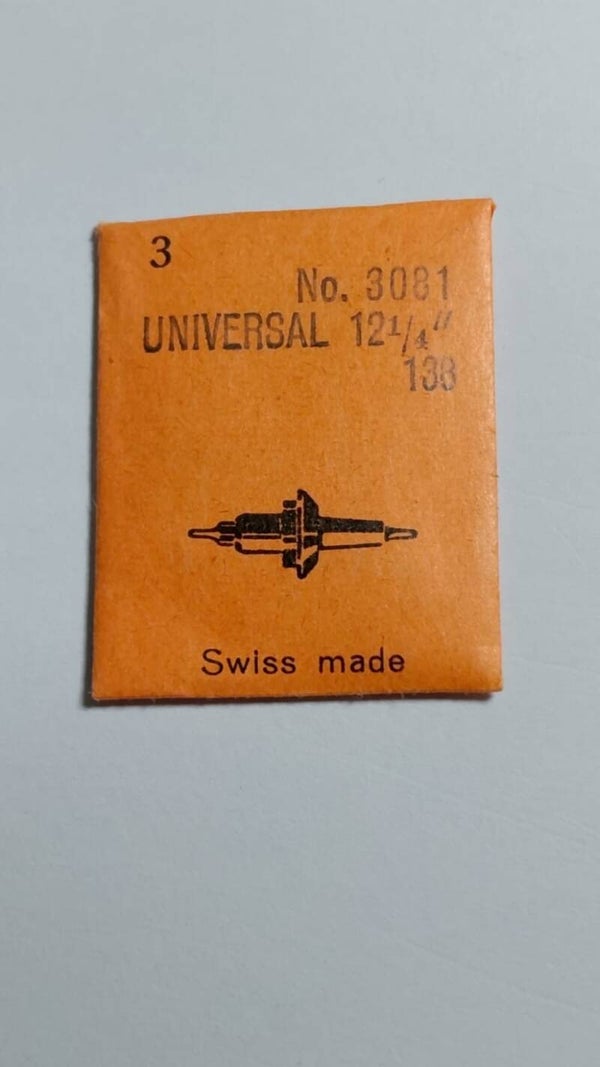 3
No. 3081
UNIVERSAL 12¹/₄″
138
Swiss made